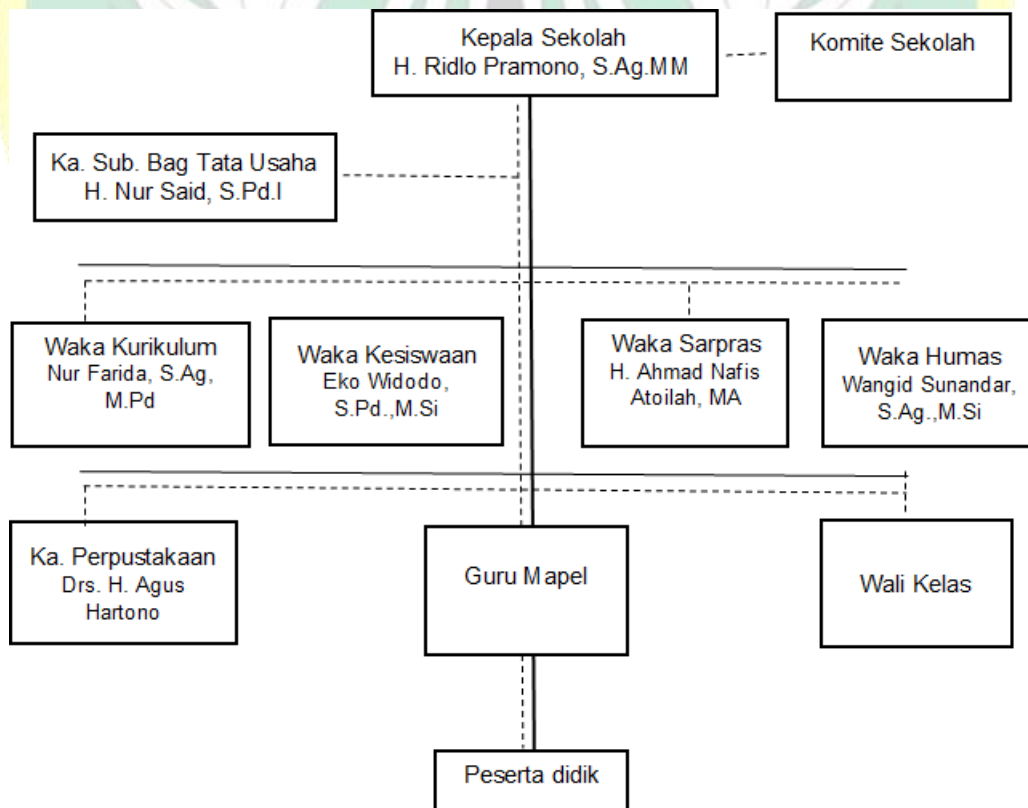 Kepala Sekolah
H. Ridlo Pramono, S.Ag.MM
Komite Sekolah
Ka. Sub. Bag Tata Usaha
H. Nur Said, S.Pd.I
Waka Kurikulum
Nur Farida, S.Ag,
M.Pd
Waka Kesiswaan
Eko Widodo,
S.Pd.,M.Si
Waka Sarpras
H. Ahmad Nafis
Atoilah, MA
Waka Humas
Wangid Sunandar,
S.Ag.,M.Si
Ka. Perpustakaan
Drs. H. Agus
Hartono
Guru Mapel
Wali Kelas
Peserta didik